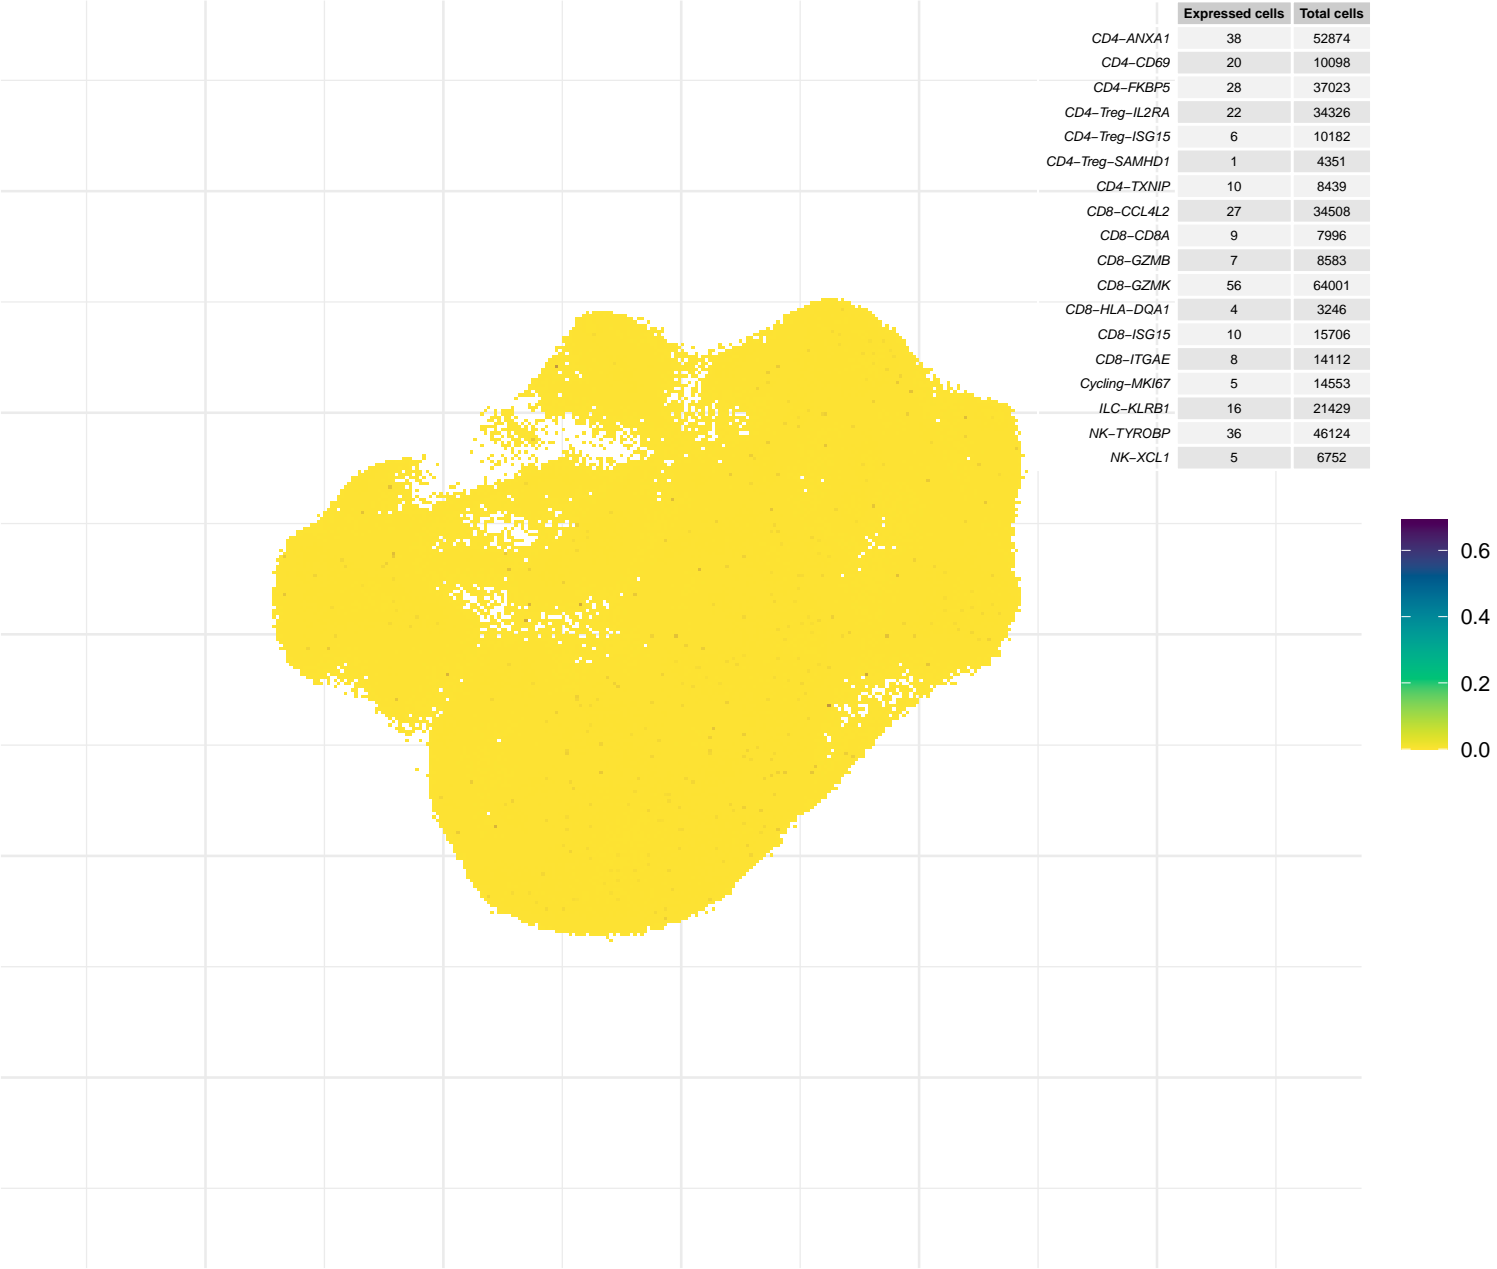 Expressed cells Total cells
CD4−ANXA1 38 52874
CD4−CD69 20 10098
CD4−FKBP5 28 37023
CD4−Treg−IL2RA 22 34326
CD4−Treg−ISG15 6 10182
CD4−Treg−SAMHD1 1 4351
CD4−TXNIP 10 8439
CD8−CCL4L2 27 34508
CD8−CD8A 9 7996
CD8−GZMB 7 8583
CD8−GZMK 56 64001
CD8−HLA−DQA1 4 3246
CD8−ISG15 10 15706
CD8−ITGAE 8 14112
Cycling−MKI67 5 14553
ILC−KLRB1 16 21429
NK−TYROBP 36 46124
NK−XCL1 5 6752
0.6
0.4
0.2
0.0